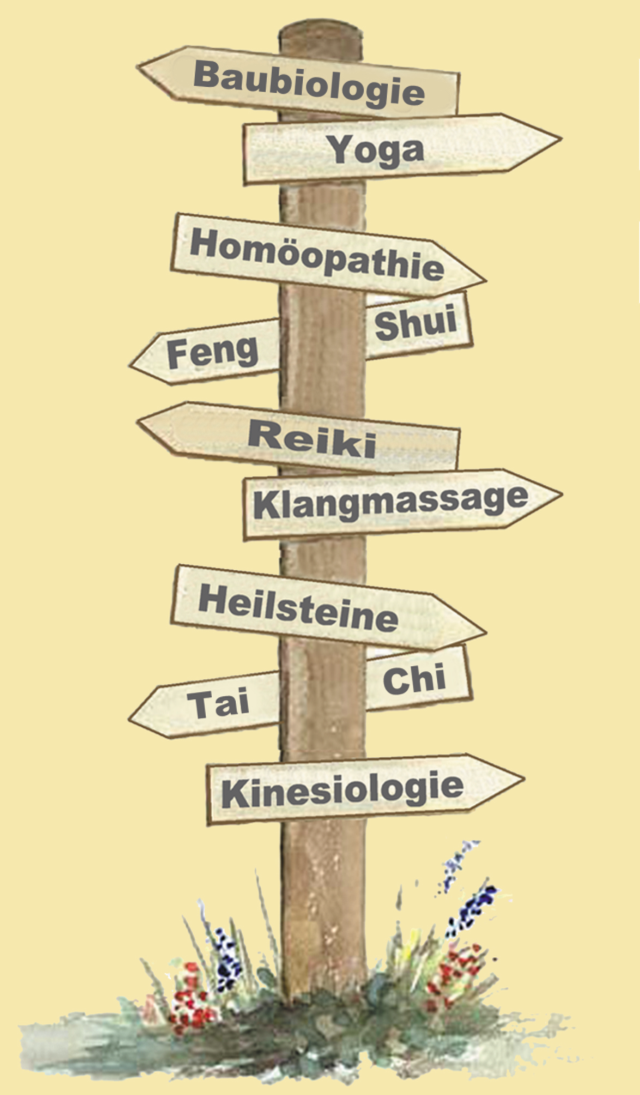 Baubiologie
Yoga
Homöopathie
Feng Shui
Reiki
Klangmassage
Heilsteine
Tai Chi
Kinesiologie